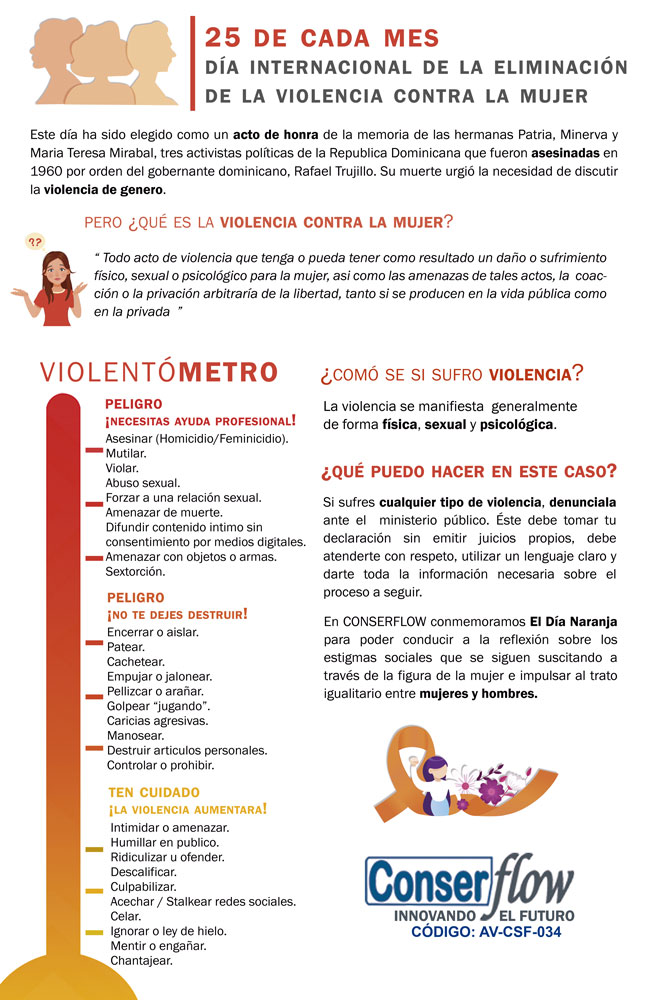 25 DE CADA MES
DÍA INTERNACIONAL DE LA ELIMINACIÓN
DE LA VIOLENCIA CONTRA LA MUJER
Este día ha sido elegido como un acto de honra de la memoria de las hermanas Patria, Minerva y
Maria Teresa Mirabal, tres activistas políticas de la Republica Dominicana que fueron asesinadas en
1960 por orden del gobernante dominicano, Rafael Trujillo. Su muerte urgió la necesidad de discutir
la violencia de genero.
PERO ¿QUÉ ES LA VIOLENCIA CONTRA LA MUJER?
??
“ Todo acto de violencia que tenga o pueda tener como resultado un daño o sufrimiento
físico, sexual o psicológico para la mujer, asi como las amenazas de tales actos, la coac-
ción o la privación arbitraría de la libertad, tanto si se producen en la vida pública como
en la privada ”
VIOLENTÓMETRO
PELIGRO
¡NECESITAS AYUDA PROFESIONAL!
Asesinar (Homicidio/Feminicidio).
Mutilar.
Violar.
Abuso sexual.
Forzar a una relación sexual.
Amenazar de muerte.
Difundir contenido intimo sin
consentimiento por medios digitales.
Amenazar con objetos o armas.
Sextorción.
PELIGRO
¡NO TE DEJES DESTRUIR!
Encerrar o aislar.
Patear.
Cachetear.
Empujar o jalonear.
Pellizcar o arañar.
Golpear “jugando”.
Caricias agresivas.
Manosear.
Destruir articulos personales.
Controlar o prohibir.
TEN CUIDADO
¡LA VIOLENCIA AUMENTARÁ!
Intimidar o amenazar.
Humillar en publico.
Ridiculizar u ofender.
Descalificar.
Culpabilizar.
Acechar / Stalkear redes sociales.
Celar.
Ignorar o ley de hielo.
Mentir o engañar.
Chantajear.
¿COMÓ SE SI SUFRO VIOLENCIA?
La violencia se manifiesta generalmente
de forma física, sexual y psicológica.
¿QUÉ PUEDO HACER EN ESTE CASO?
Si sufres cualquier tipo de violencia, denunciala
ante el ministerio público. Éste debe tomar tu
declaración sin emitir juicios propios, debe
atenderte con respeto, utilizar un lenguaje claro y
darte toda la información necesaria sobre el
proceso a seguir.
En CONSERFLOW conmemoramos El Día Naranja
para poder conducir a la reflexión sobre los
estigmas sociales que se siguen suscitando a
través de la figura de la mujer e impulsar al trato
igualitario entre mujeres y hombres.
Conserflow
INNOVANDO EL FUTURO
CÓDIGO: AV-CSF-034